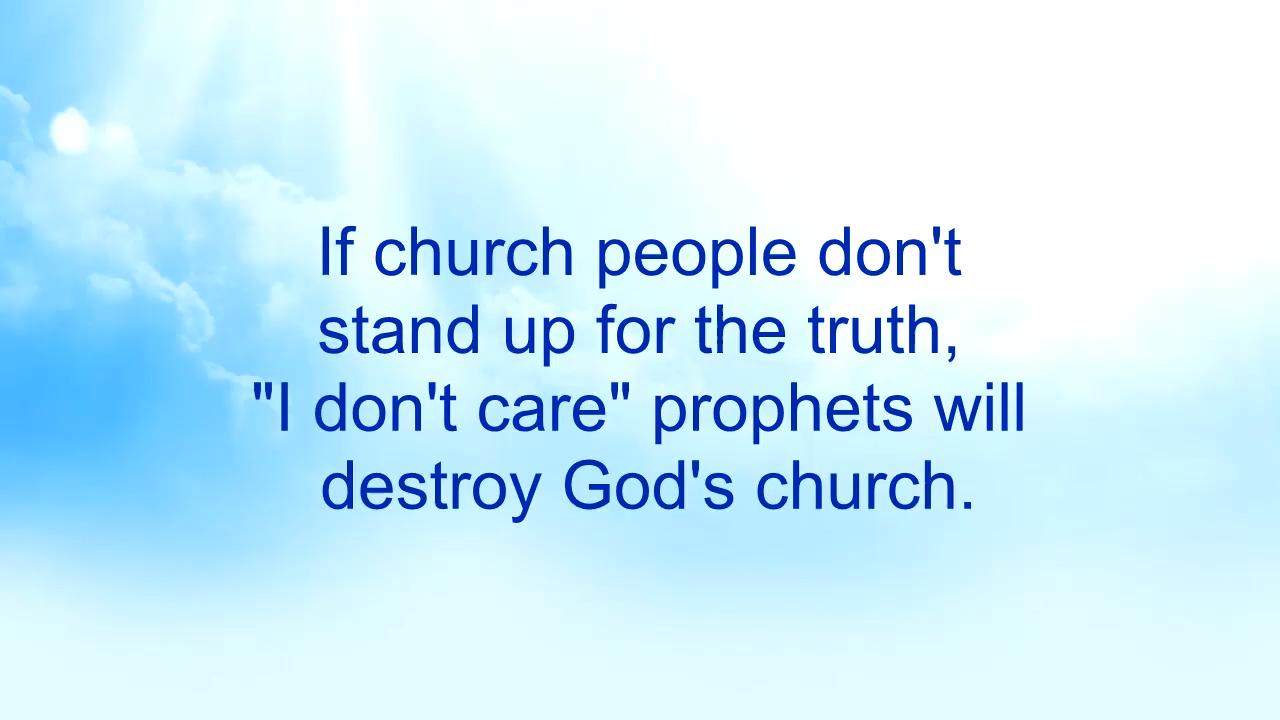 If church people don't
stand up for the truth,
"I don't care" prophets will
destroy God's church.